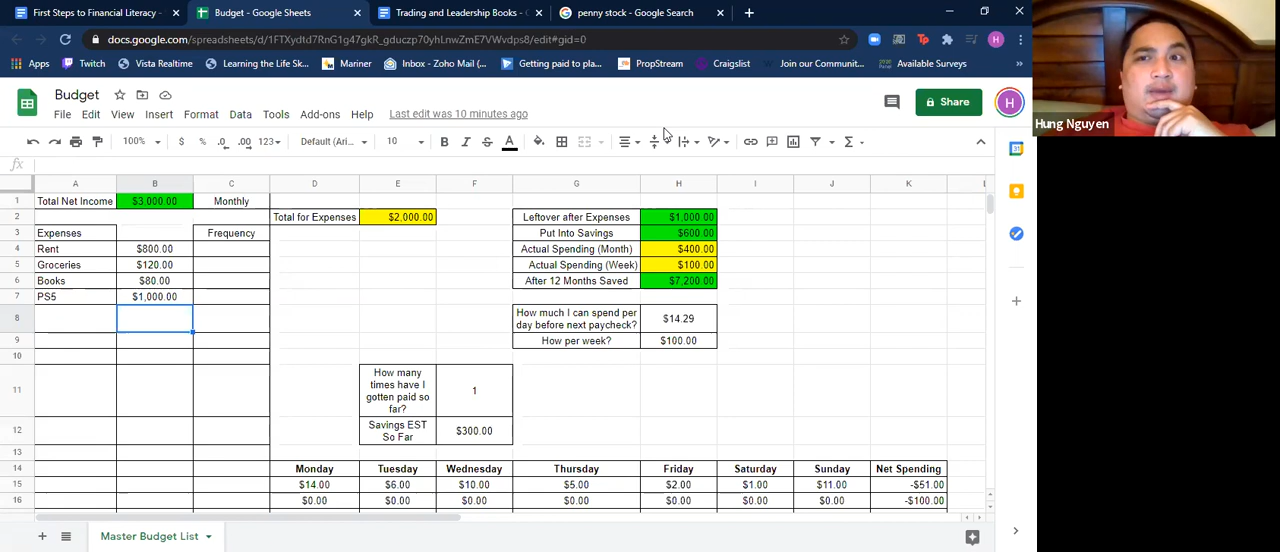 First Steps to Financial Literacy -
Budget - Google Sheets
Trading and Leadership Books - G
penny stock - Google Search
docs.google.com/spreadsheets/d/1FTXydtd7RnG1g47gkR_gduczp70yhLnwZmE7VWvdps8/edit#gid=0
Apps
Twitch
Vista Realtime
Learning the Life Sk...
Mariner
Inbox - Zoho Mail (...
Getting paid to pla...
PropStream
Craigslist
Join our Communit...
Available Surveys
Budget
File Edit View Insert Format Data Tools Add-ons Help Last edit was 10 minutes ago
Share
H
Hung Nguyen
100% $ % .0 .00 123 Default (Ari... 10 B I S A
fx
A B C D E F G H I J K L
1 Total Net Income $3,000.00 Monthly
2 Total for Expenses $2,000.00 Leftover after Expenses $1,000.00
3 Expenses Frequency Put Into Savings $600.00
4 Rent $800.00 Actual Spending (Month) $400.00
5 Groceries $120.00 Actual Spending (Week) $100.00
6 Books $80.00 After 12 Months Saved $7,200.00
7 PS5 $1,000.00
8 How much I can spend per
day before next paycheck? $14.29
9 How per week? $100.00
10
11 How many
times have I
gotten paid so
far? 1
12 Savings EST
So Far $300.00
13
14 Monday Tuesday Wednesday Thursday Friday Saturday Sunday Net Spending
15 $14.00 $6.00 $10.00 $5.00 $2.00 $1.00 $11.00 -$51.00
16 $0.00 $0.00 $0.00 $0.00 $0.00 $0.00 $0.00 -$100.00
Master Budget List